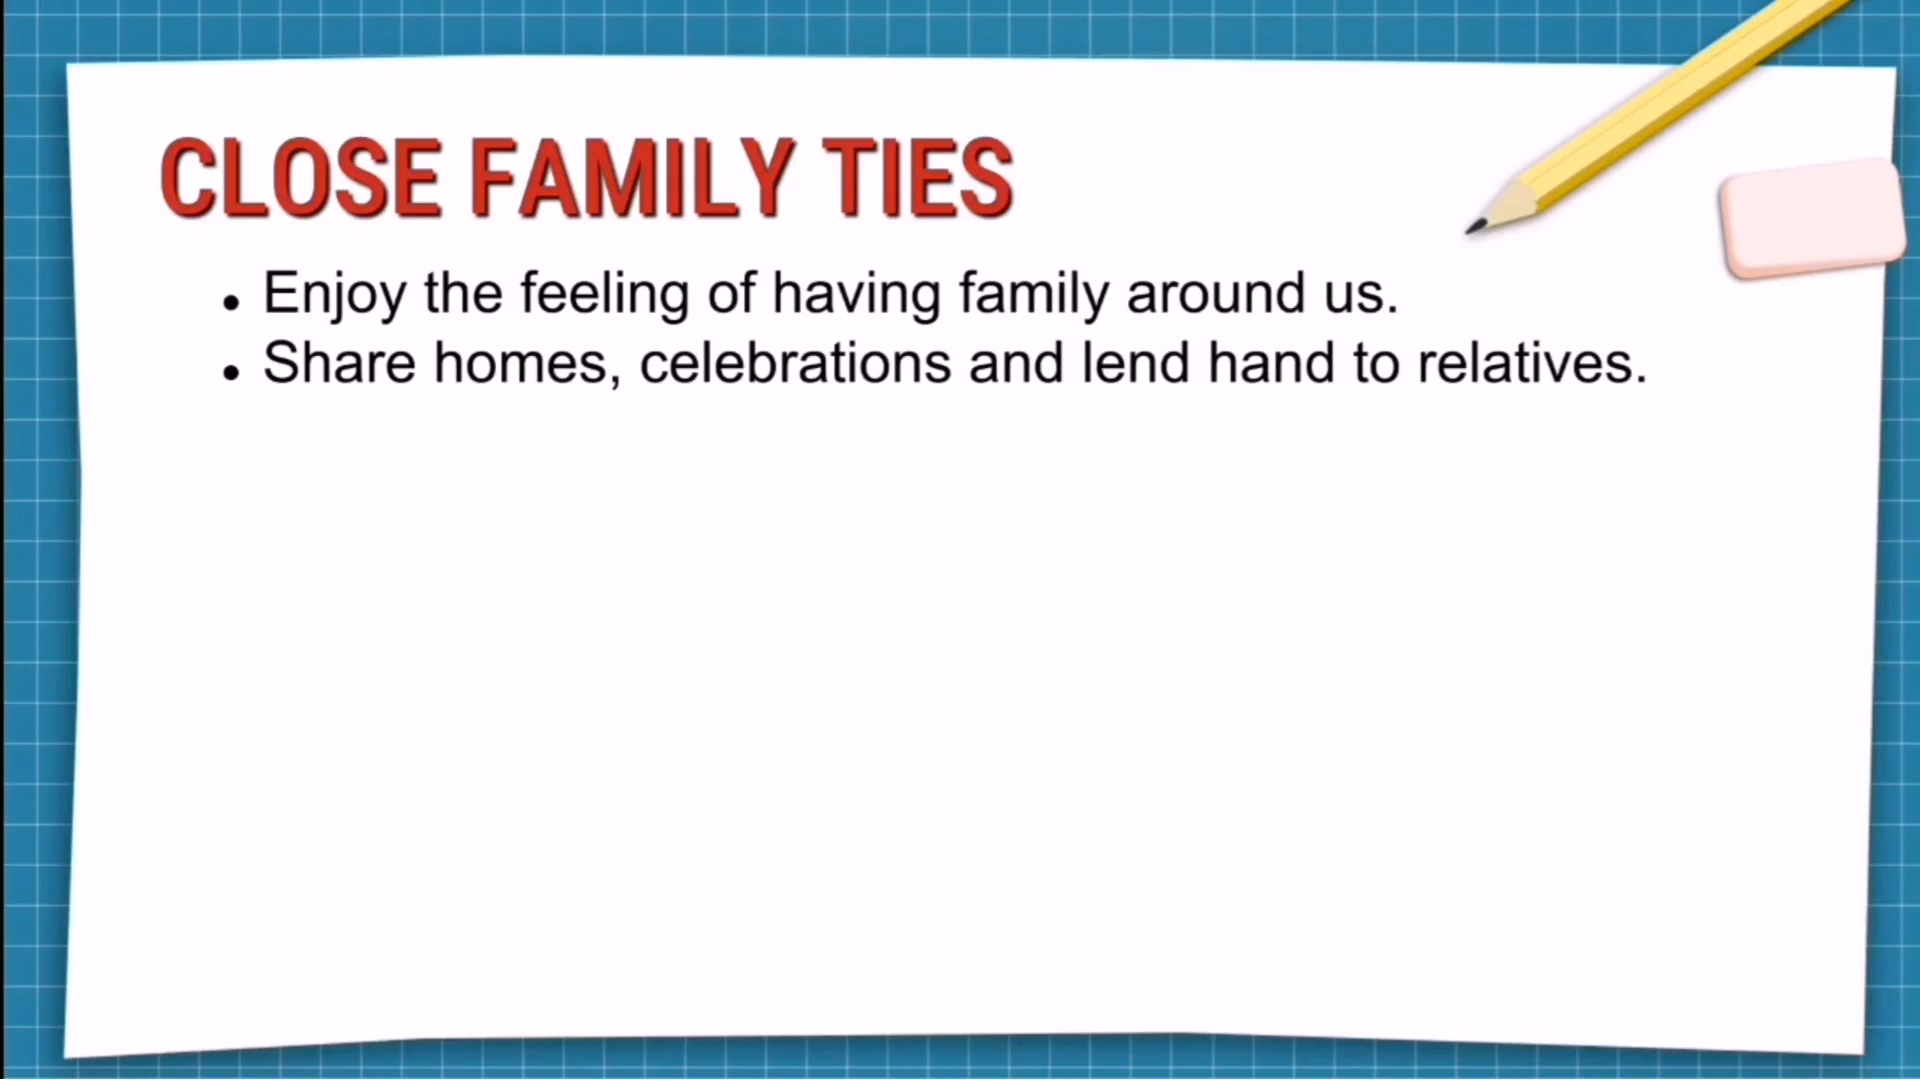 CLOSE FAMILY TIES
• Enjoy the feeling of having family around us.
• Share homes, celebrations and lend hand to relatives.